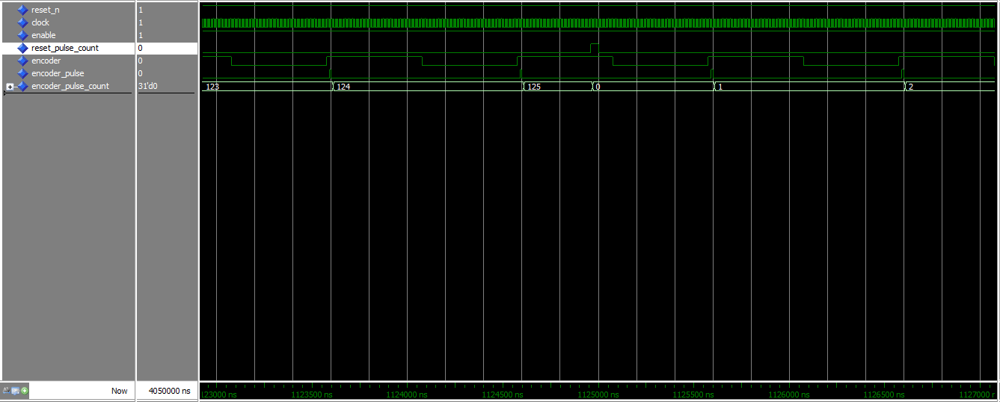 reset_n 1
clock 1
enable 1
reset_pulse_count 0
encoder 0
encoder_pulse 0
encoder_pulse_count 31'd0 123 124 125 0 1 2
Now 4050000 ns 123000 ns 1123500 ns 1124000 ns 1124500 ns 1125000 ns 1125500 ns 1126000 ns 1126500 ns 1127000 r